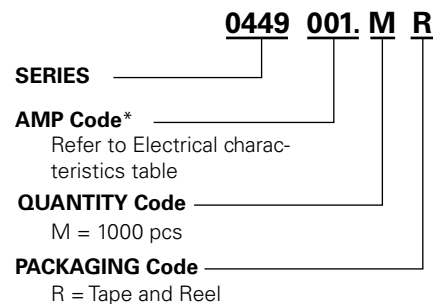 0449 001. M R
SERIES
AMP Code*
Refer to Electrical charac-
teristics table
QUANTITY Code
M = 1000 pcs
PACKAGING Code
R = Tape and Reel